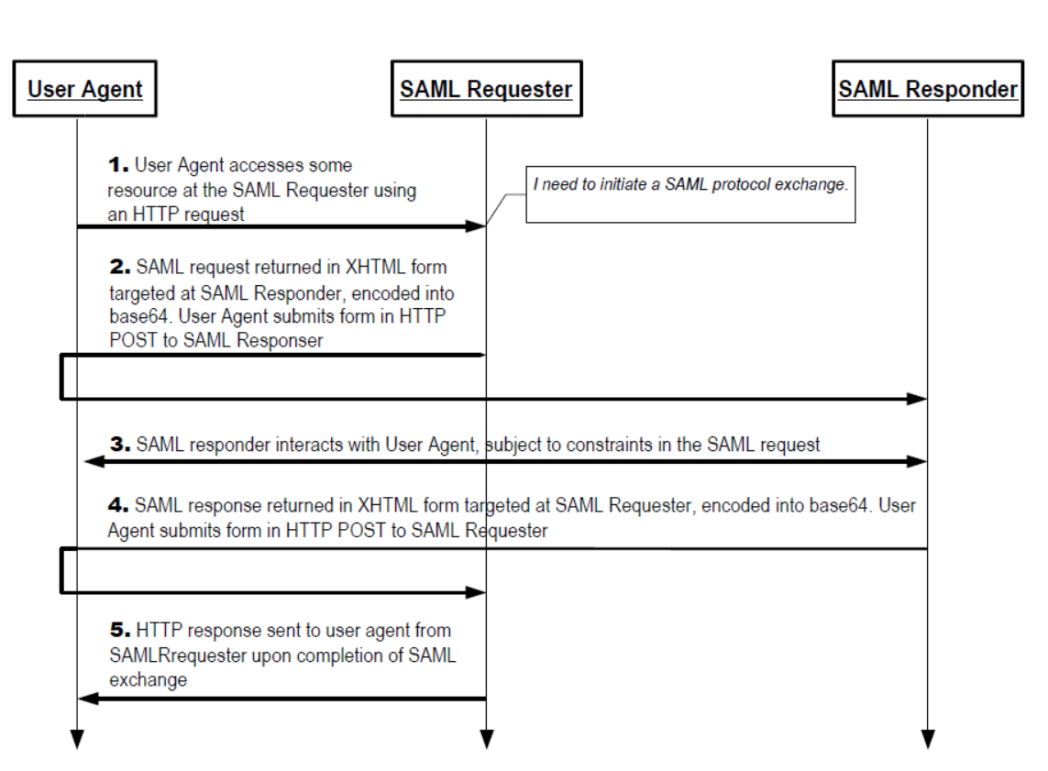 User Agent
SAML Requester
SAML Responder
1. User Agent accesses some
resource at the SAML Requester using
an HTTP request
I need to initiate a SAML protocol exchange.
2. SAML request returned in XHTML form
targeted at SAML Responder, encoded into
base64. User Agent submits form in HTTP
POST to SAML Responser
3. SAML responder interacts with User Agent, subject to constraints in the SAML request
4. SAML response returned in XHTML form targeted at SAML Requester, encoded into base64. User
Agent submits form in HTTP POST to SAML Requester
5. HTTP response sent to user agent from
SAMLRrequester upon completion of SAML
exchange